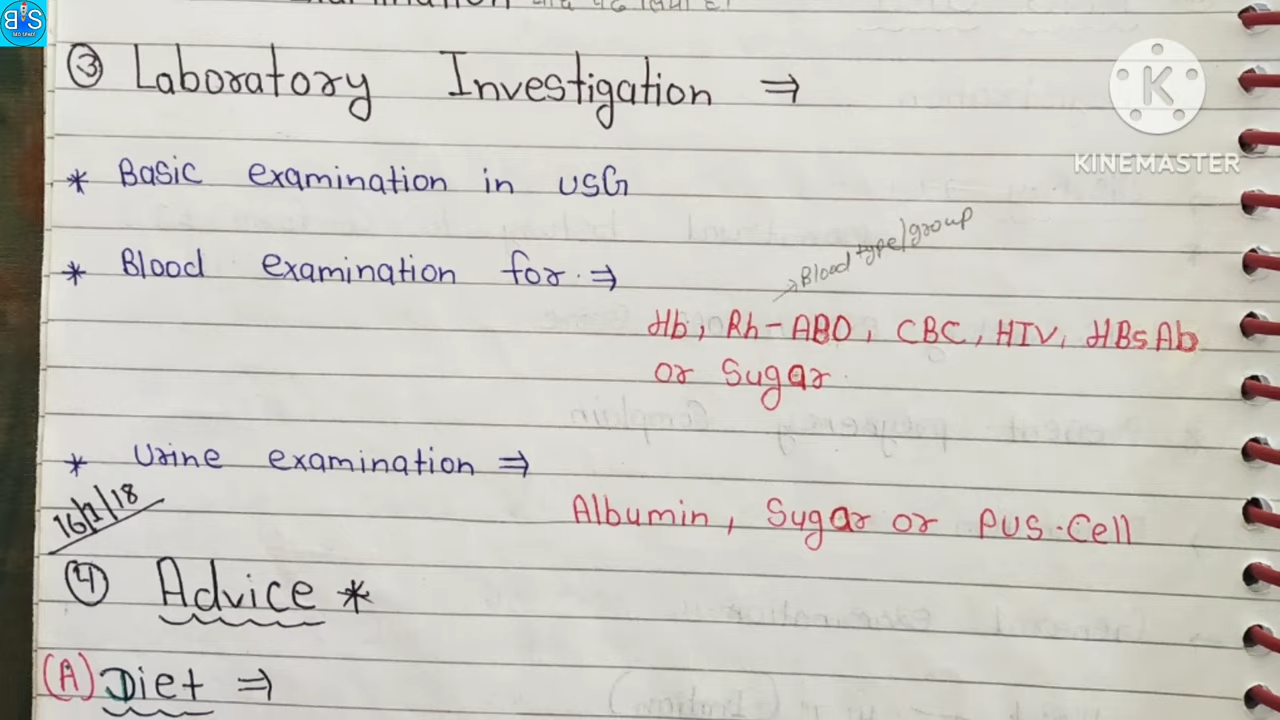 ③ Laboratory Investigation ⇒
KINEMASTER
* Basic examination in USG
* Blood examination for ⇒
→ Blood type/group
Hb, Rh-ABO, CBC, HIV, HBsAb
or Sugar
* Urine examination ⇒
16/1/18
Albumin, Sugar or PUS-Cell
④ Advice *
(A) Diet ⇒